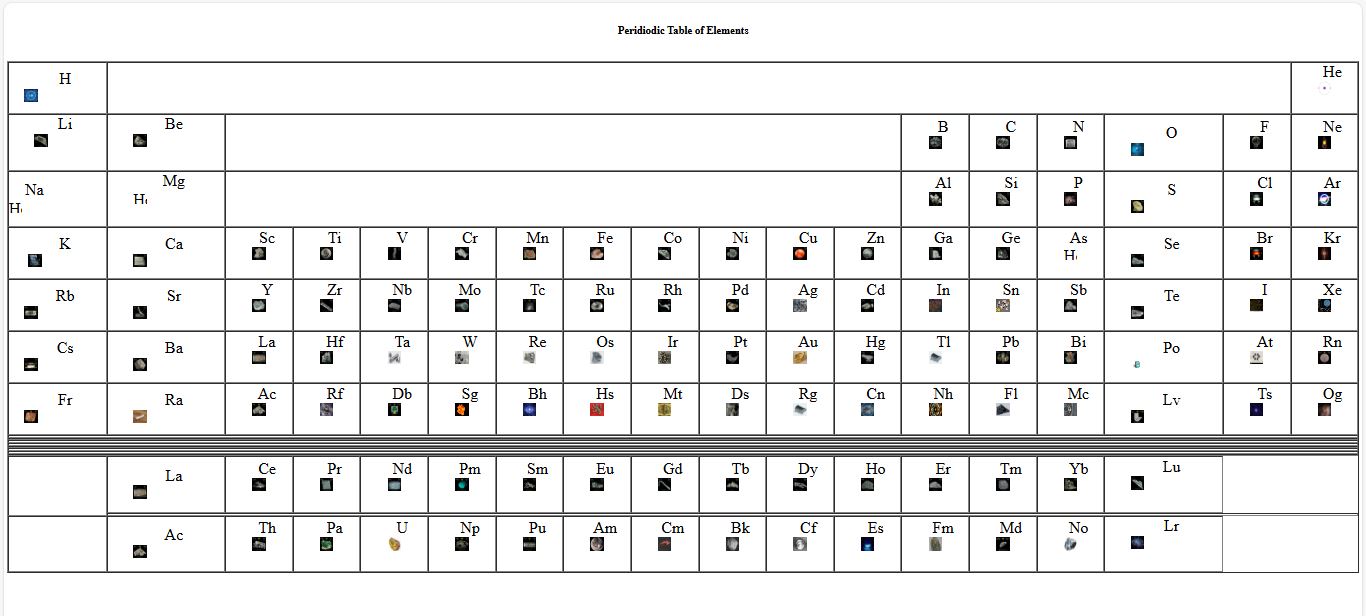 Peridiodic Table of Elements
H He
Li Be B C N O F Ne
Na Mg Al Si P S Cl Ar
K Ca Sc Ti V Cr Mn Fe Co Ni Cu Zn Ga Ge As Se Br Kr
Rb Sr Y Zr Nb Mo Tc Ru Rh Pd Ag Cd In Sn Sb Te I Xe
Cs Ba La Hf Ta W Re Os Ir Pt Au Hg Tl Pb Bi Po At Rn
Fr Ra Ac Rf Db Sg Bh Hs Mt Ds Rg Cn Nh Fl Mc Lv Ts Og
La Ce Pr Nd Pm Sm Eu Gd Tb Dy Ho Er Tm Yb Lu
Ac Th Pa U Np Pu Am Cm Bk Cf Es Fm Md No Lr